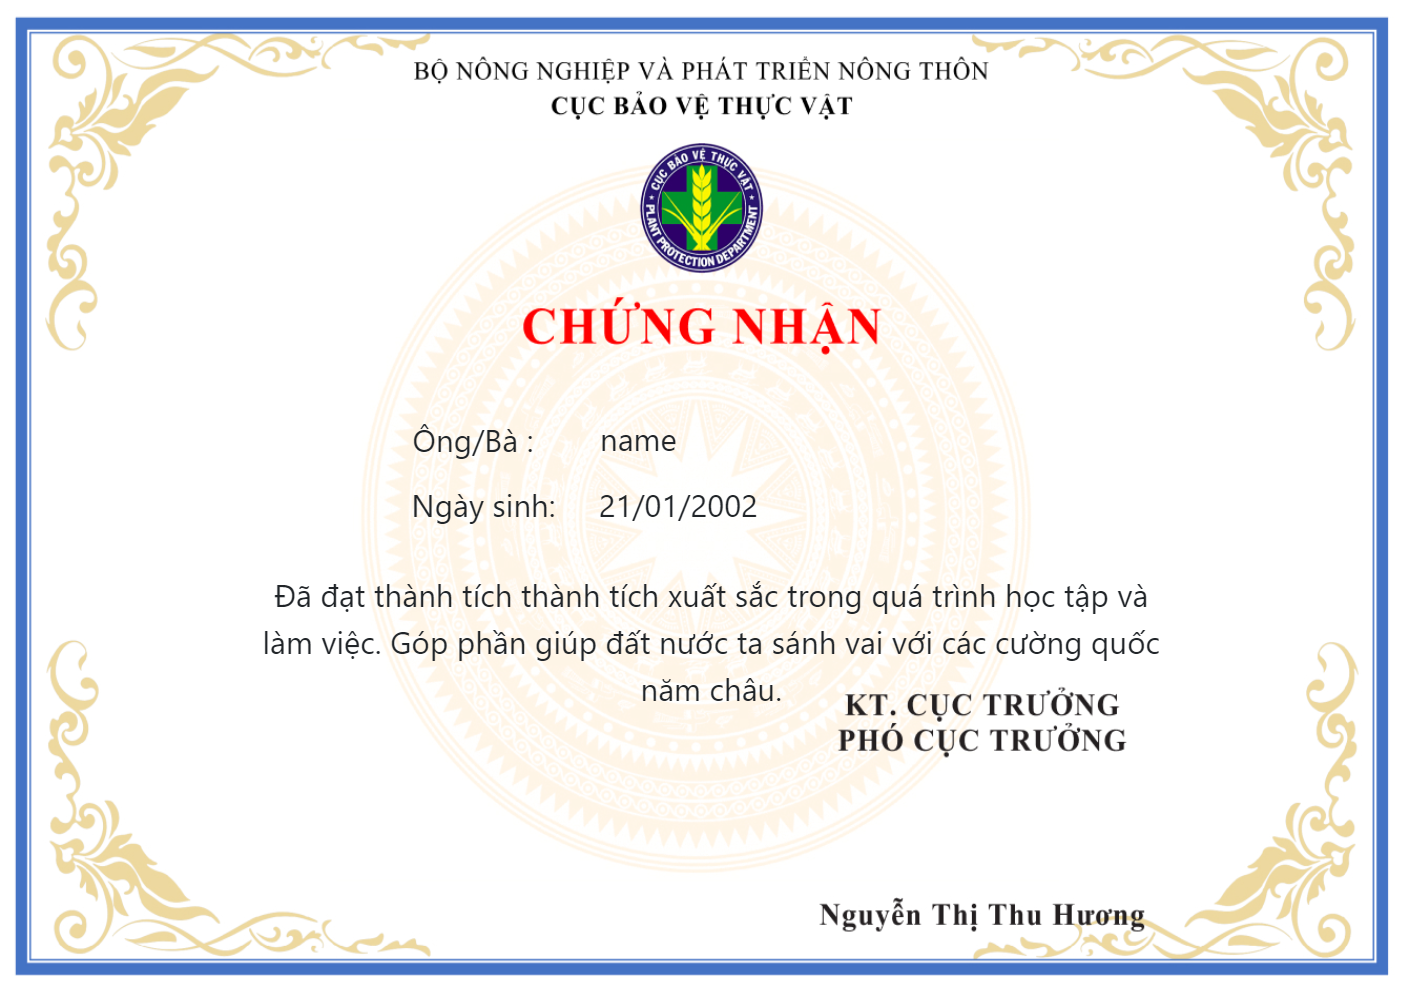 BỘ NÔNG NGHIỆP VÀ PHÁT TRIỂN NÔNG THÔN
CỤC BẢO VỆ THỰC VẬT
CỤC BẢO VỆ THỰC VẬT
PLANT PROTECTION DEPARTMENT
CHỨNG NHẬN
Ông/Bà : name
Ngày sinh: 21/01/2002
Đã đạt thành tích thành tích xuất sắc trong quá trình học tập và
làm việc. Góp phần giúp đất nước ta sánh vai với các cường quốc
năm châu.
KT. CỤC TRƯỞNG
PHÓ CỤC TRƯỞNG
Nguyễn Thị Thu Hương